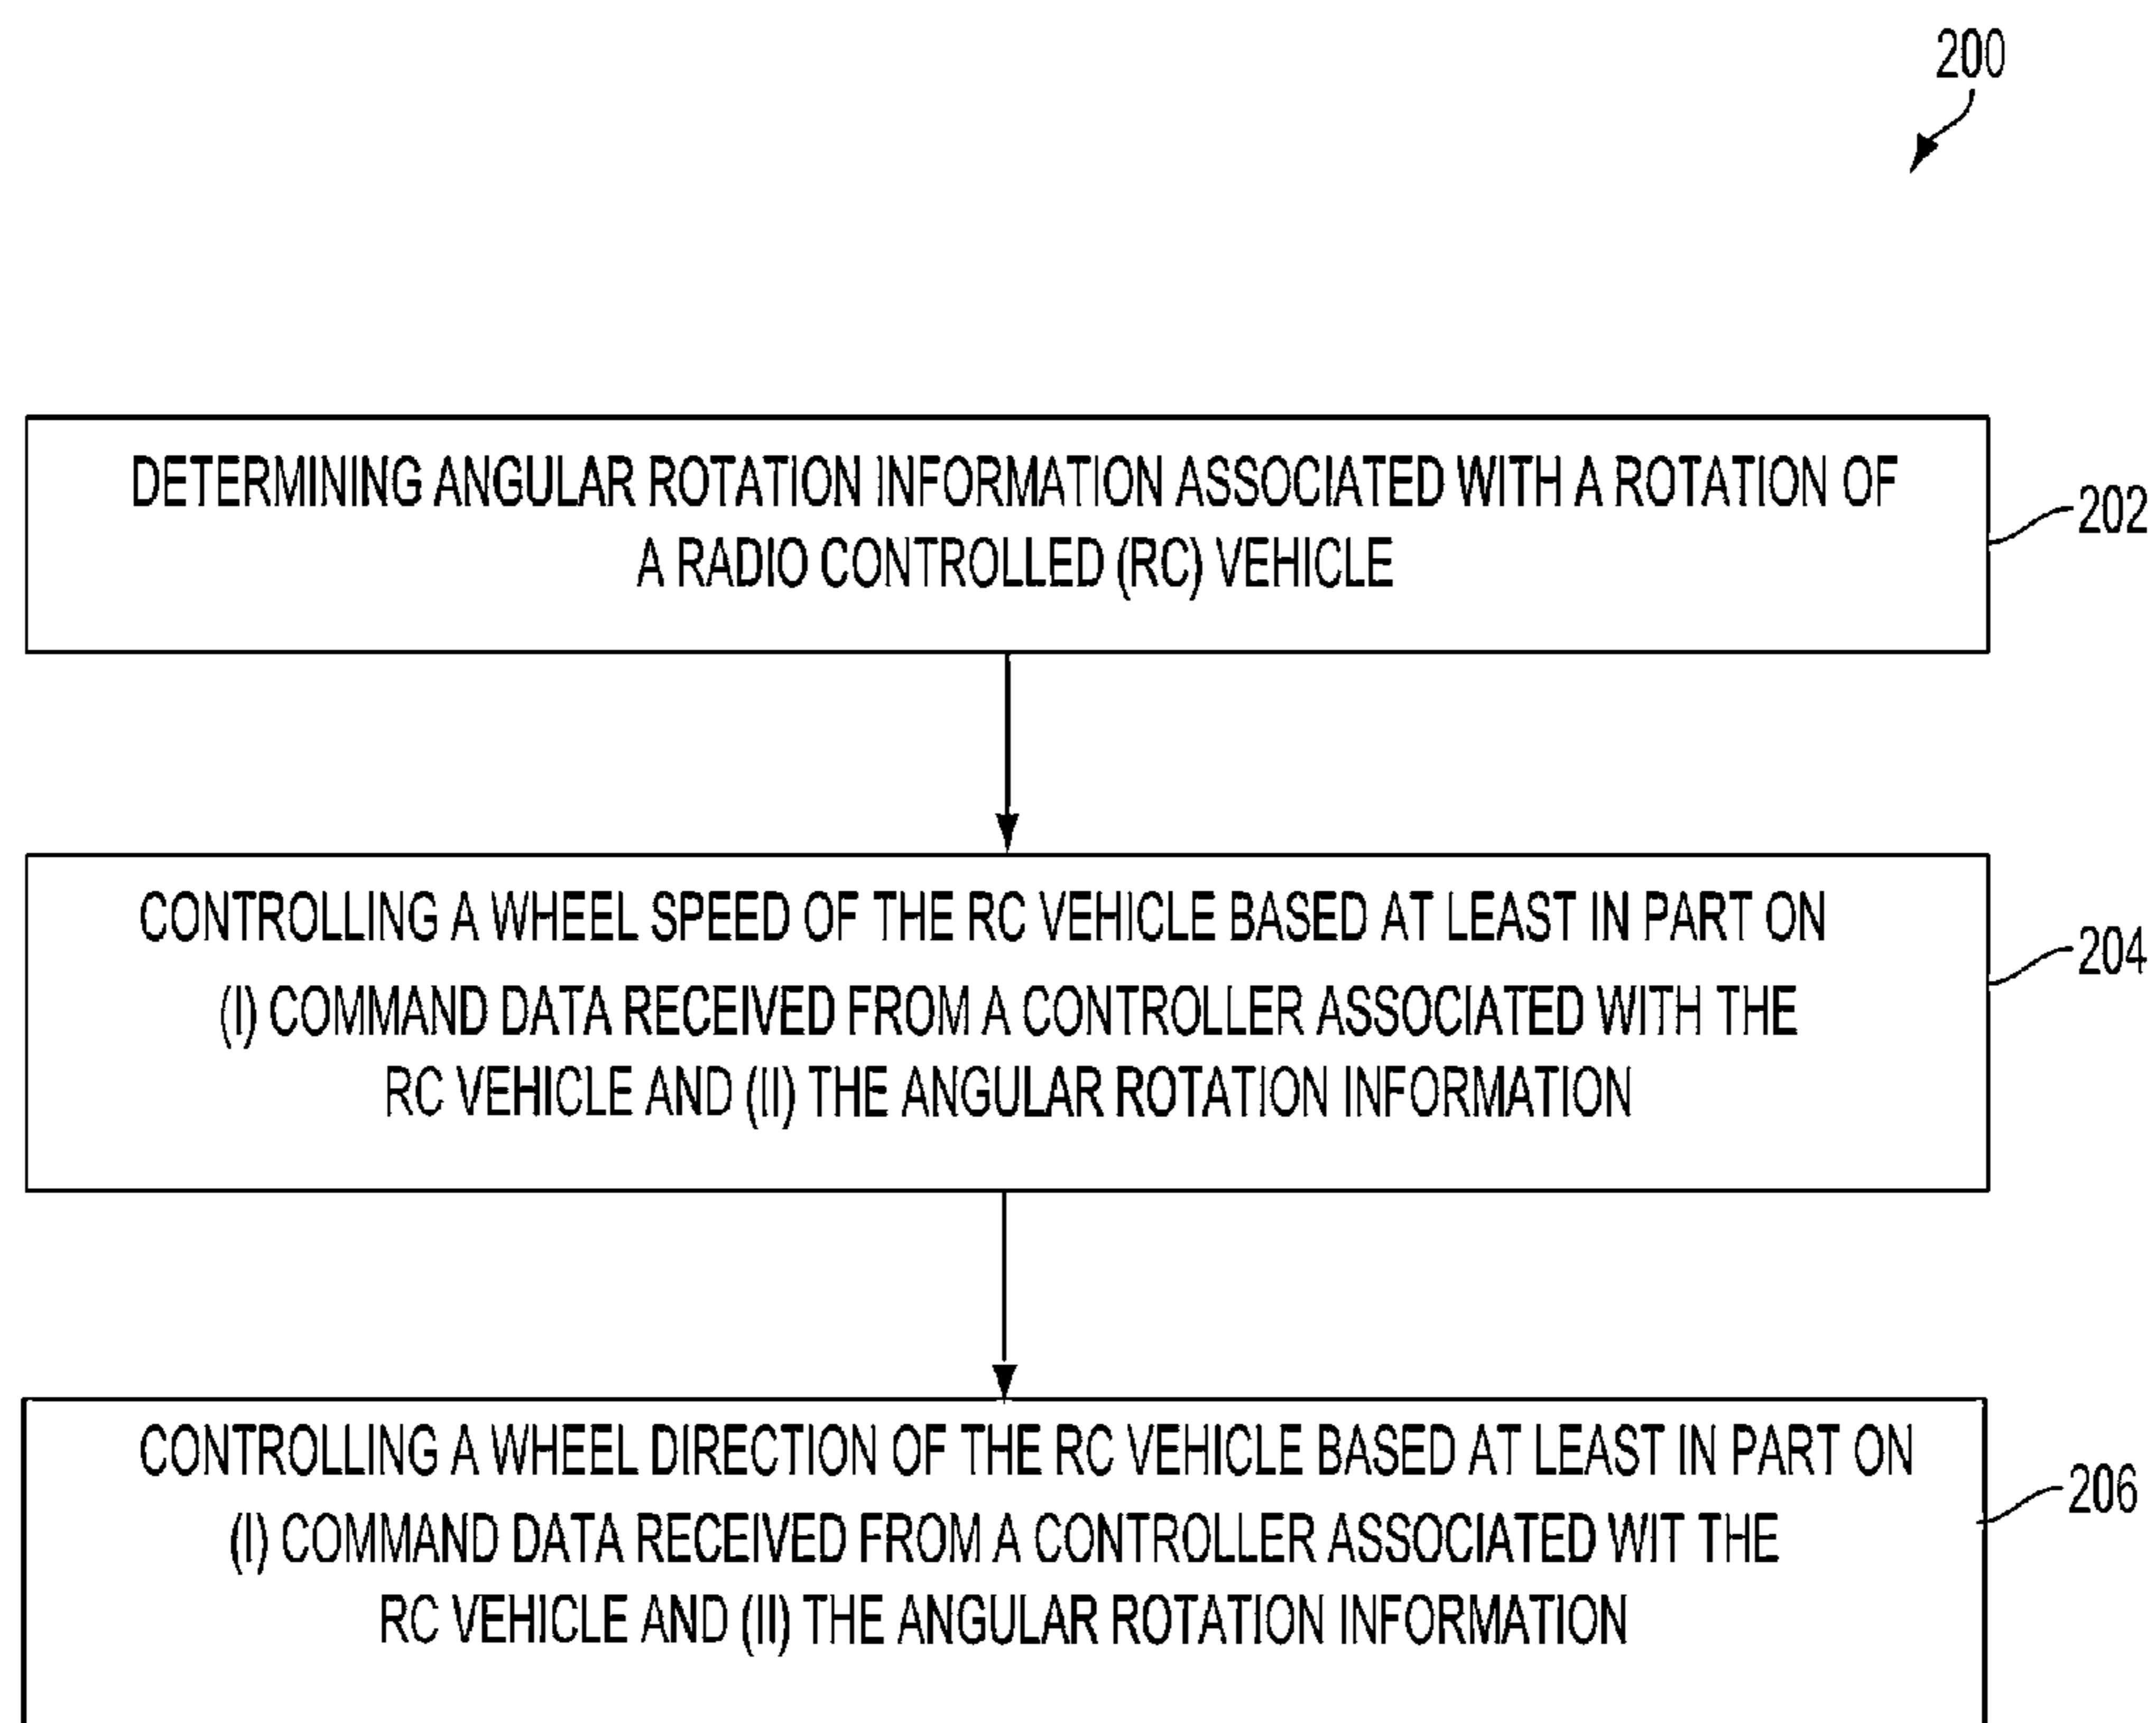 200
DETERMINING ANGULAR ROTATION INFORMATION ASSOCIATED WITH A ROTATION OF
A RADIO CONTROLLED (RC) VEHICLE
202
CONTROLLING A WHEEL SPEED OF THE RC VEHICLE BASED AT LEAST IN PART ON
(I) COMMAND DATA RECEIVED FROM A CONTROLLER ASSOCIATED WITH THE
RC VEHICLE AND (II) THE ANGULAR ROTATION INFORMATION
204
CONTROLLING A WHEEL DIRECTION OF THE RC VEHICLE BASED AT LEAST IN PART ON
(I) COMMAND DATA RECEIVED FROM A CONTROLLER ASSOCIATED WIT THE
RC VEHICLE AND (II) THE ANGULAR ROTATION INFORMATION
206